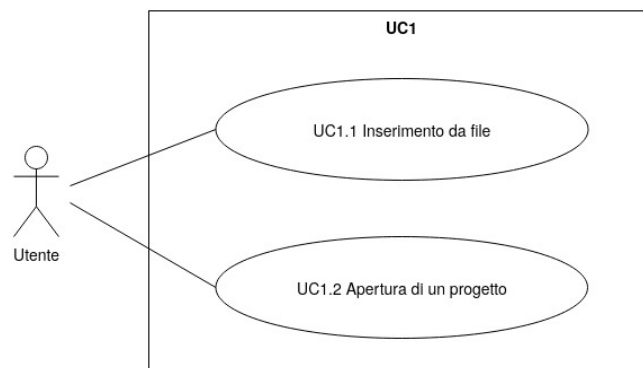 UC1
UC1.1 Inserimento da file
Utente
UC1.2 Apertura di un progetto